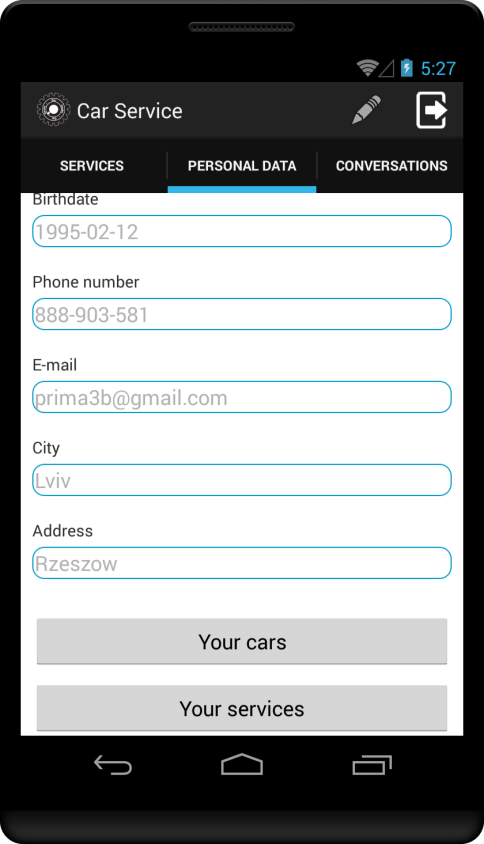 5:27
Car Service
SERVICES PERSONAL DATA CONVERSATIONS
Birthdate
1995-02-12
Phone number
888-903-581
E-mail
prima3b@gmail.com
City
Lviv
Address
Rzeszow
Your cars
Your services